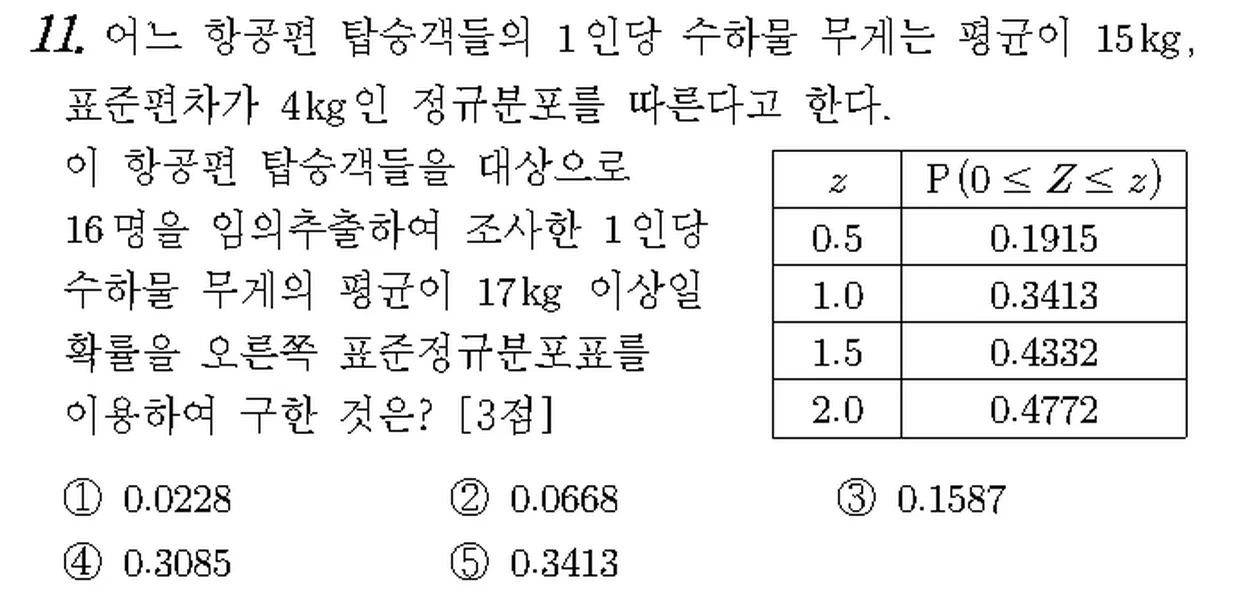 11. 어느 항공편 탑승객들의 1인당 수하물 무게는 평균이 15kg,
표준편차가 4kg인 정규분포를 따른다고 한다.
이 항공편 탑승객들을 대상으로
16명을 임의추출하여 조사한 1인당
수하물 무게의 평균이 17kg 이상일
확률을 오른쪽 표준정규분포표를
이용하여 구한 것은? [3점]
z P(0≤Z≤z)
0.5 0.1915
1.0 0.3413
1.5 0.4332
2.0 0.4772
① 0.0228 ② 0.0668 ③ 0.1587
④ 0.3085 ⑤ 0.3413